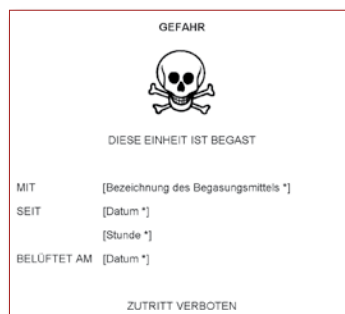 GEFAHR
DIESE EINHEIT IST BEGAST
MIT [Bezeichnung des Begasungsmittels *]
SEIT [Datum *]
[Stunde *]
BELÜFTET AM [Datum *]
ZUTRITT VERBOTEN